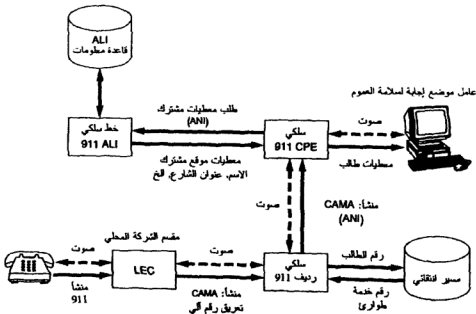 ALI
قاعدة معلومات
عامل موضع إجابة لسلامة العموم
خط سلكي
911 ALI
طلب معطيات مشترك
(ANI)
معطيات موقع مشترك
الاسم، عنوان الشارع، الخ
سلكي
911 CPE
صوت
معطيات طالب
صوت
منشأ: CAMA
(ANI)
مقسم الشركة المحلي
صوت
منشأ
911
LEC
صوت
منشأ: CAMA
تعريف رقم آلي
سلكي
رديف 911
رقم الطالب
رقم خدمة
طوارئ
مسير انتقائي